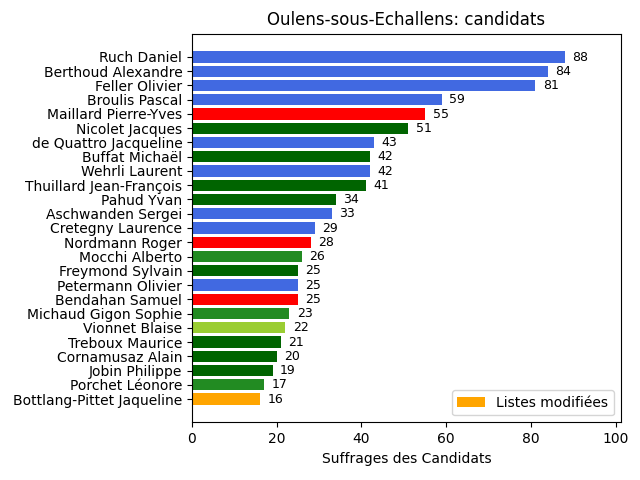 Oulens-sous-Echallens: candidats
Ruch Daniel 88
Berthoud Alexandre 84
Feller Olivier 81
Broulis Pascal 59
Maillard Pierre-Yves 55
Nicolet Jacques 51
de Quattro Jacqueline 43
Buffat Michaël 42
Wehrli Laurent 42
Thuillard Jean-François 41
Pahud Yvan 34
Aschwanden Sergei 33
Cretegny Laurence 29
Nordmann Roger 28
Mocchi Alberto 26
Freymond Sylvain 25
Petermann Olivier 25
Bendahan Samuel 25
Michaud Gigon Sophie 23
Vionnet Blaise 22
Treboux Maurice 21
Cornamusaz Alain 20
Jobin Philippe 19
Porchet Léonore 17
Bottlang-Pittet Jaqueline 16
Listes modifiées
0 20 40 60 80 100
Suffrages des Candidats